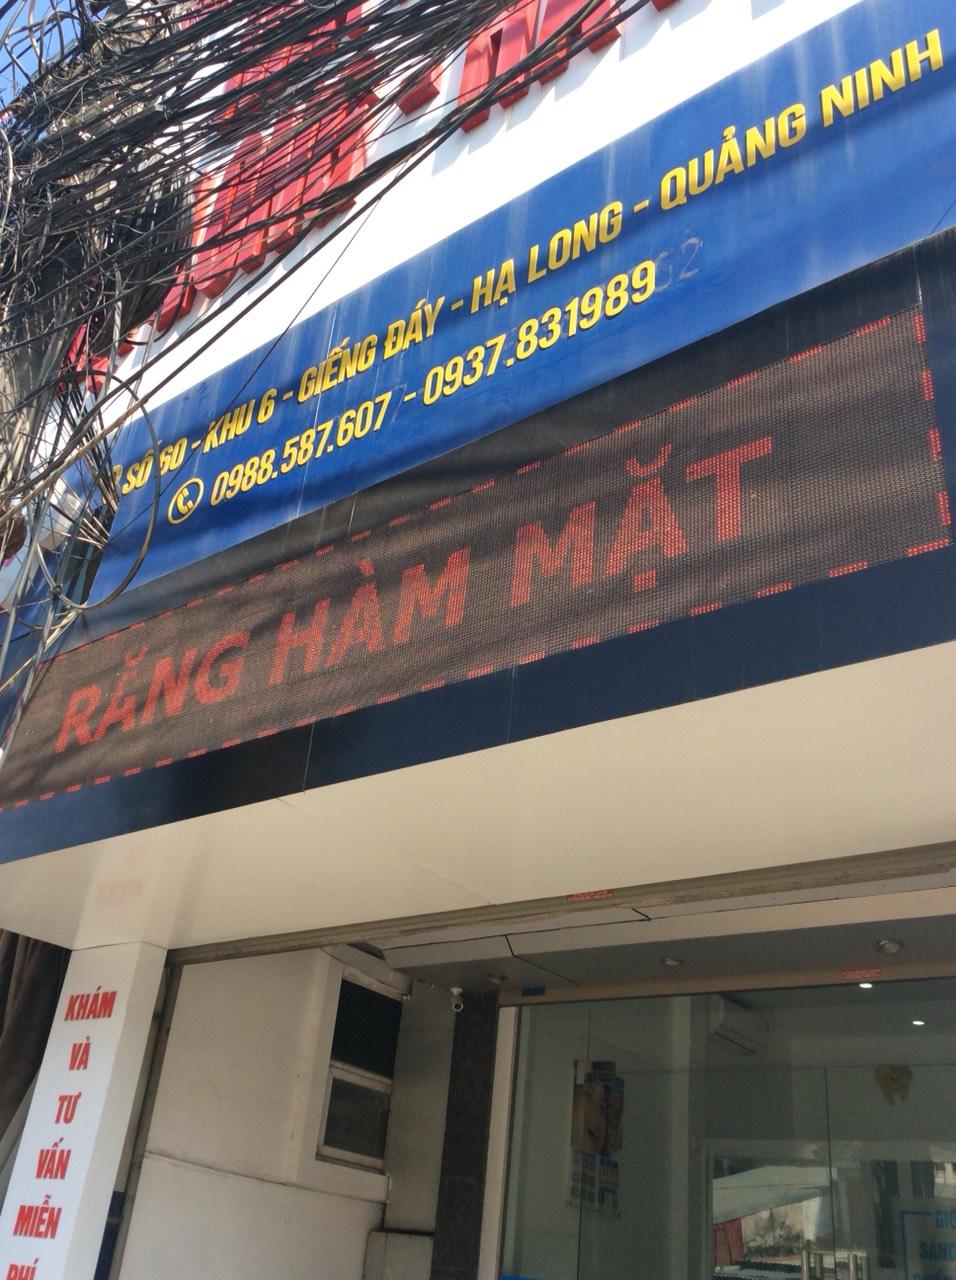 SỐ 60 - KHU 6 - GIẾNG ĐÁY - HẠ LONG - QUẢNG NINH
0988.587.607 - 0937.831989
RĂNG HÀM MẶT
KHÁM
VÀ
TƯ
VẤN
MIỄN
PHÍ